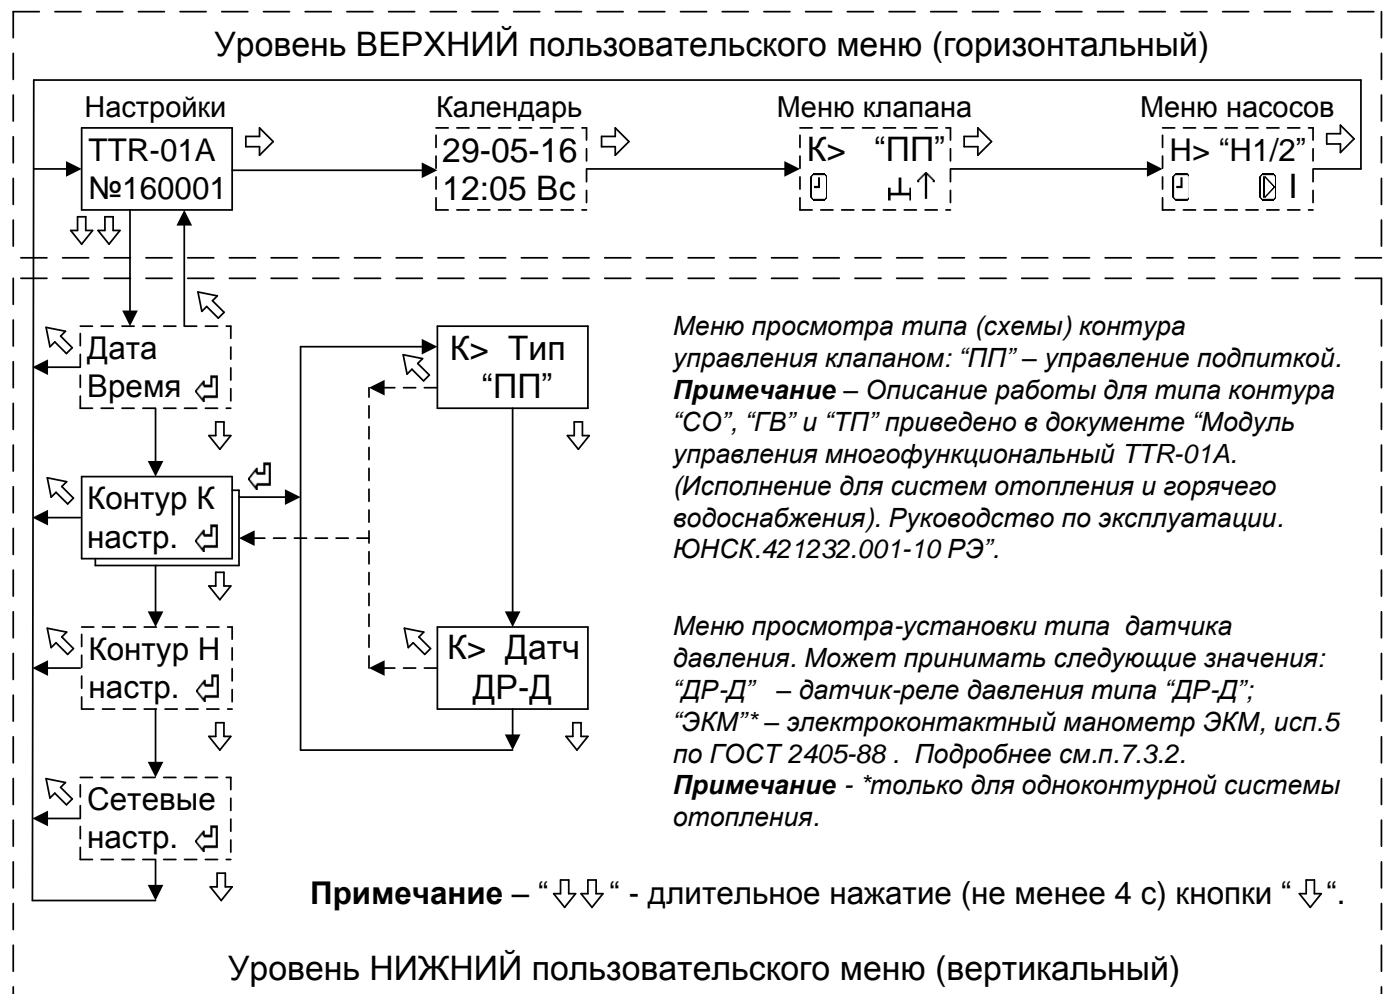 Уровень ВЕРХНИЙ пользовательского меню (горизонтальный)
Настройки
Календарь
Меню клапана
Меню насосов
TTR-01A
№160001
29-05-16
12:05 Вс
К> “ПП”
Н> “Н1/2”
I
Дата
Время
Контур К
настр.
Контур Н
настр.
Сетевые
настр.
К> Тип
“ПП”
К> Датч
ДР-Д
Меню просмотра типа (схемы) контура
управления клапаном: “ПП” – управление подпиткой.
Примечание – Описание работы для типа контура
“СО”, “ГВ” и “ТП” приведено в документе “Модуль
управления многофункциональный TTR-01A.
(Исполнение для систем отопления и горячего
водоснабжения). Руководство по эксплуатации.
ЮНСК.421232.001-10 РЭ”.
Меню просмотра-установки типа датчика
давления. Может принимать следующие значения:
“ДР-Д” – датчик-реле давления типа “ДР-Д”;
“ЭКМ”* – электроконтактный манометр ЭКМ, исп.5
по ГОСТ 2405-88 . Подробнее см.п.7.3.2.
Примечание - *только для одноконтурной системы
отопления.
Примечание – “ ⇩⇩ “ - длительное нажатие (не менее 4 с) кнопки “ ⇩ “.
Уровень НИЖНИЙ пользовательского меню (вертикальный)